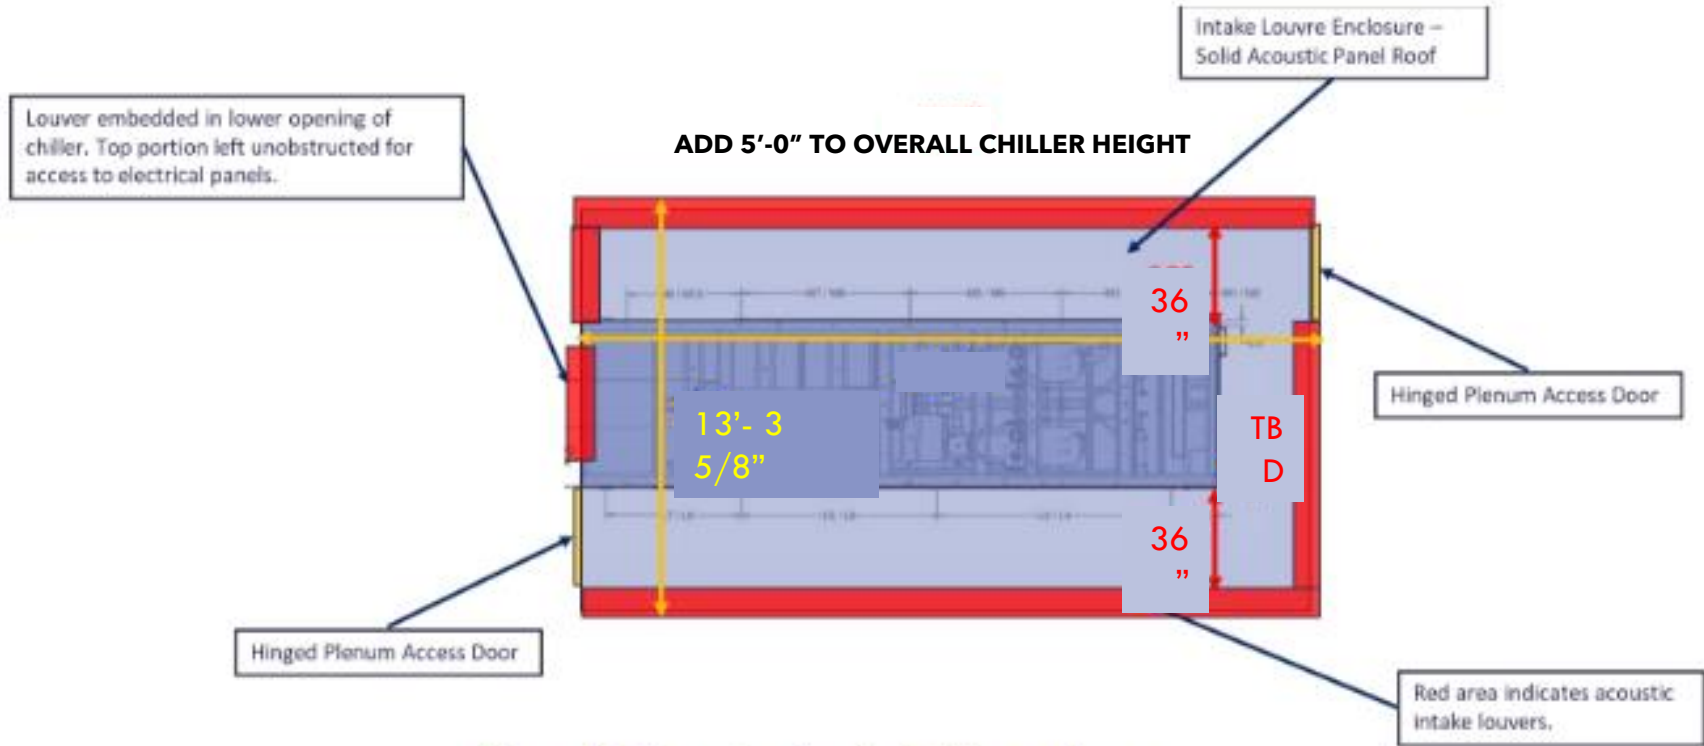 Intake Louvre Enclosure –
Solid Acoustic Panel Roof
Louver embedded in lower opening of
chiller. Top portion left unobstructed for
access to electrical panels.
ADD 5’-0” TO OVERALL CHILLER HEIGHT
36
”
Hinged Plenum Access Door
13’- 3
5/8”
TB
D
36
”
Hinged Plenum Access Door
Red area indicates acoustic
intake louvers.